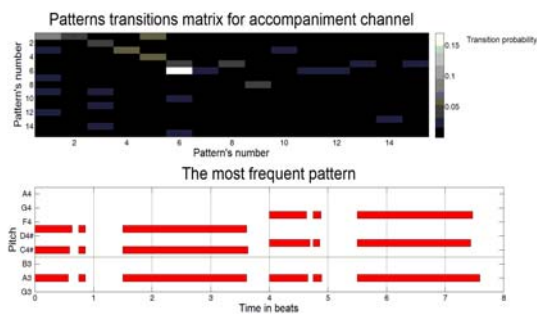 Patterns transitions matrix for accompaniment channel
Pattern's number
2
4
6
8
10
12
14
2 4 6 8 10 12 14
Pattern's number
Transition probability
0.15
0.1
0.05
The most frequent pattern
Pitch
A4
G4
F4
D4#
C4#
B3
A3
G3
0 1 2 3 4 5 6 7 8
Time in beats